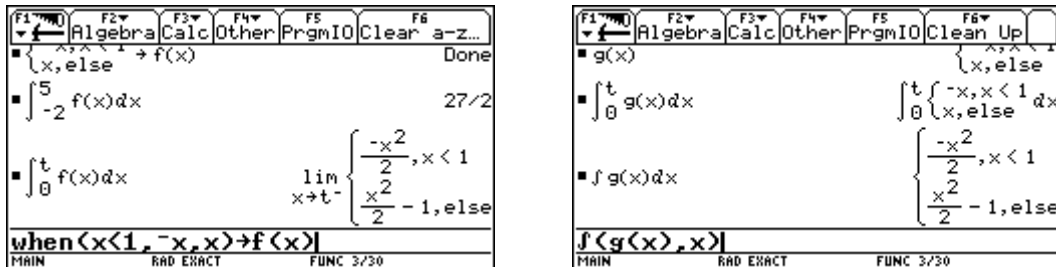 F1 F2 F3 F4 F5 F6
Algebra Calc Other PrgmIO Clear a-z…
{ -x, x < 1
{ x,else → f(x) Done
∫ 5 -2 f(x)dx 27/2
∫ t 0 f(x)dx lim x→t⁻ { -x²/2 ,x < 1
{ x²/2 - 1,else
when(x<1,⁻x,x)→f(x)
MAIN RAD EXACT FUNC 3/30
F1 F2 F3 F4 F5 F6
Algebra Calc Other PrgmIO Clean Up
g(x) { x,else
∫ t 0 g(x)dx ∫ t 0 { -x,x < 1
{ x,else dx
∫ g(x)dx { -x²/2 ,x < 1
{ x²/2 - 1,else
∫(g(x),x)
MAIN RAD EXACT FUNC 3/30